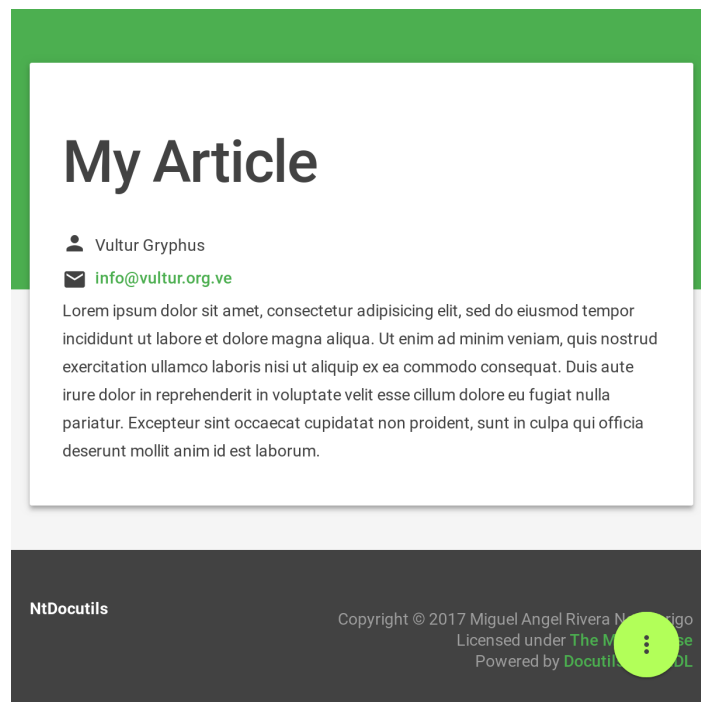 My Article
Vultur Gryphus
info@vultur.org.ve
Lorem ipsum dolor sit amet, consectetur adipisicing elit, sed do eiusmod tempor
incididunt ut labore et dolore magna aliqua. Ut enim ad minim veniam, quis nostrud
exercitation ullamco laboris nisi ut aliquip ex ea commodo consequat. Duis aute
irure dolor in reprehenderit in voluptate velit esse cillum dolore eu fugiat nulla
pariatur. Excepteur sint occaecat cupidatat non proident, sunt in culpa qui officia
deserunt mollit anim id est laborum.
NtDocutils
Copyright © 2017 Miguel Angel Rivera
Licensed under The
Powered by Docutils